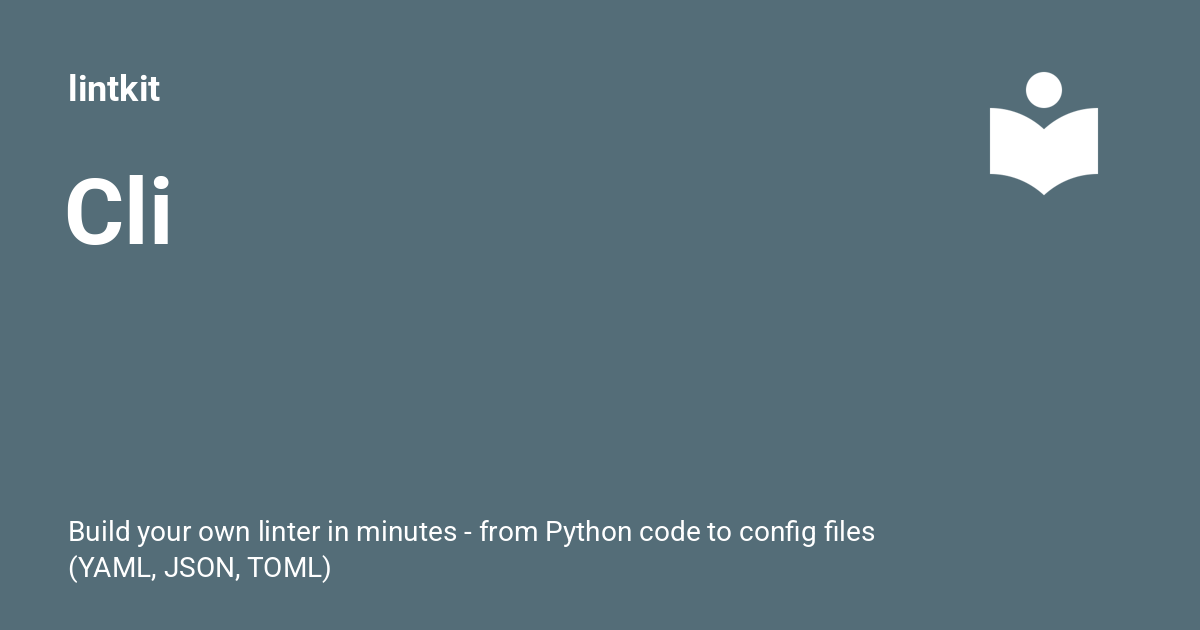 lintkit
Cli
Build your own linter in minutes - from Python code to config files
(YAML, JSON, TOML)